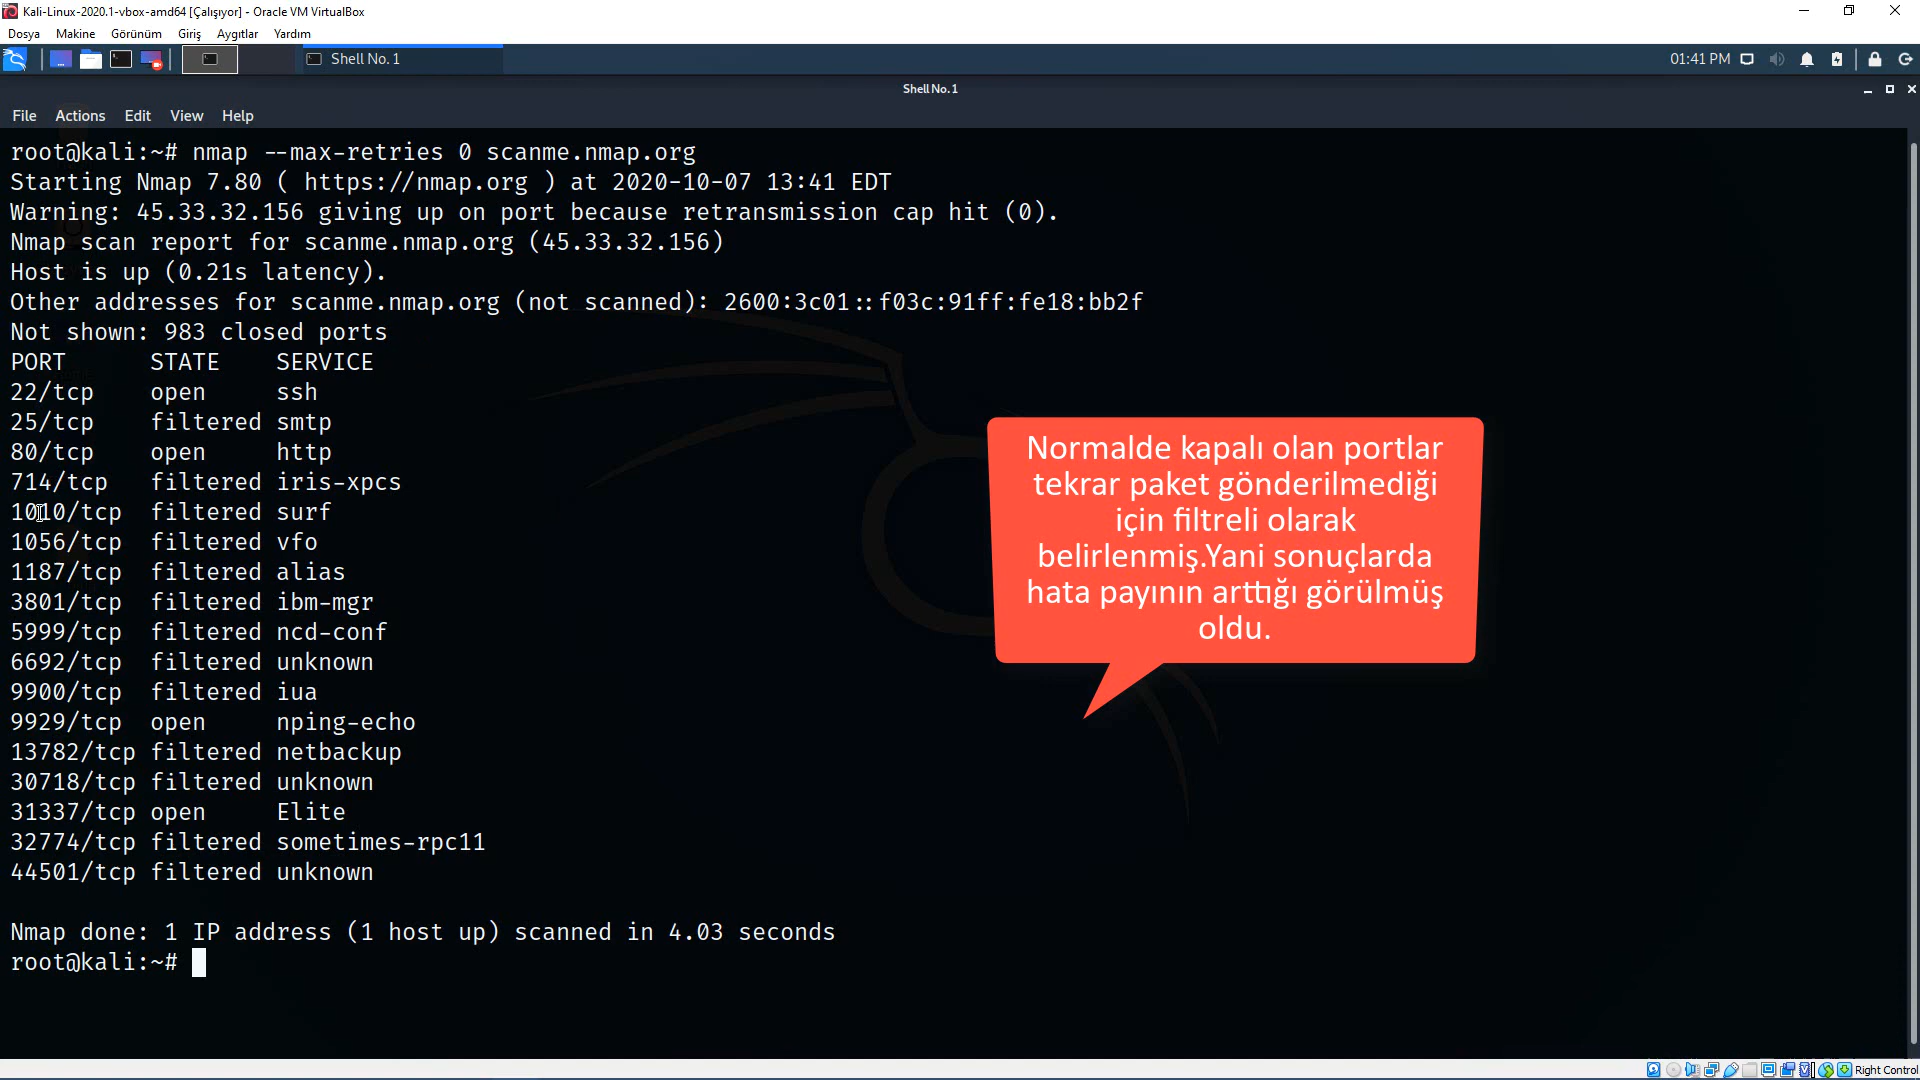 Kali-Linux-2020.1-vbox-amd64 [Çalışıyor] - Oracle VM VirtualBox
Dosya Makine Görünüm Giriş Aygıtlar Yardım
Shell No. 1
01:41 PM
Shell No. 1
File Actions Edit View Help
root@kali:~# nmap --max-retries 0 scanme.nmap.org
Starting Nmap 7.80 ( https://nmap.org ) at 2020-10-07 13:41 EDT
Warning: 45.33.32.156 giving up on port because retransmission cap hit (0).
Nmap scan report for scanme.nmap.org (45.33.32.156)
Host is up (0.21s latency).
Other addresses for scanme.nmap.org (not scanned): 2600:3c01::f03c:91ff:fe18:bb2f
Not shown: 983 closed ports
PORT STATE SERVICE
22/tcp open ssh
25/tcp filtered smtp
80/tcp open http
714/tcp filtered iris-xpcs
1010/tcp filtered surf
1056/tcp filtered vfo
1187/tcp filtered alias
3801/tcp filtered ibm-mgr
5999/tcp filtered ncd-conf
6692/tcp filtered unknown
9900/tcp filtered iua
9929/tcp open nping-echo
13782/tcp filtered netbackup
30718/tcp filtered unknown
31337/tcp open Elite
32774/tcp filtered sometimes-rpc11
44501/tcp filtered unknown
Nmap done: 1 IP address (1 host up) scanned in 4.03 seconds
root@kali:~#
Normalde kapalı olan portlar
tekrar paket gönderilmediği
için filtreli olarak
belirlenmiş.Yani sonuçlarda
hata payının arttığı görülmüş
oldu.
Right Control